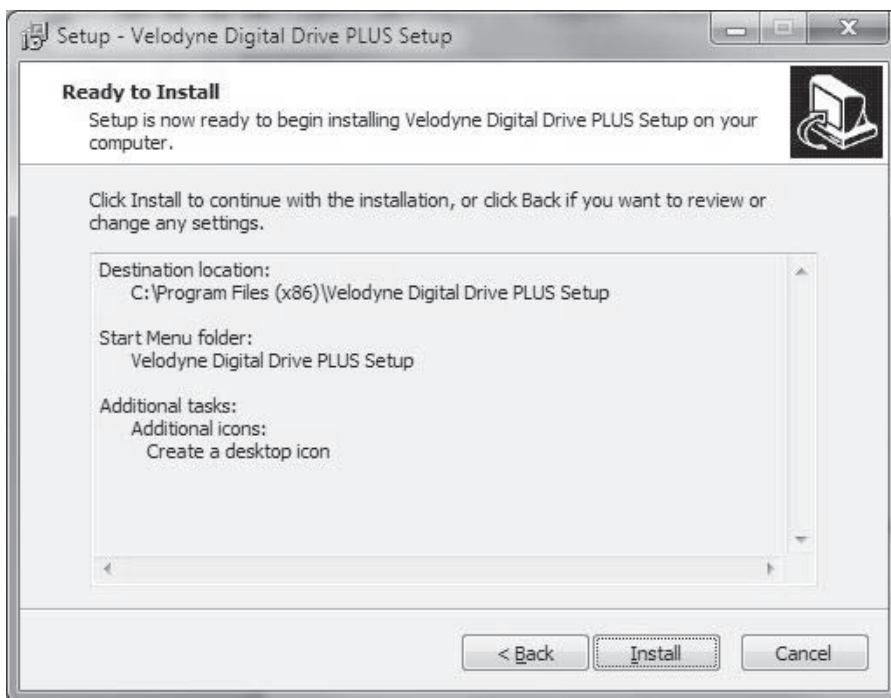 Setup - Velodyne Digital Drive PLUS Setup
Ready to Install
Setup is now ready to begin installing Velodyne Digital Drive PLUS Setup on your
computer.
Click Install to continue with the installation, or click Back if you want to review or
change any settings.
Destination location:
C:\Program Files (x86)\Velodyne Digital Drive PLUS Setup
Start Menu folder:
Velodyne Digital Drive PLUS Setup
Additional tasks:
Additional icons:
Create a desktop icon
< Back
Install
Cancel